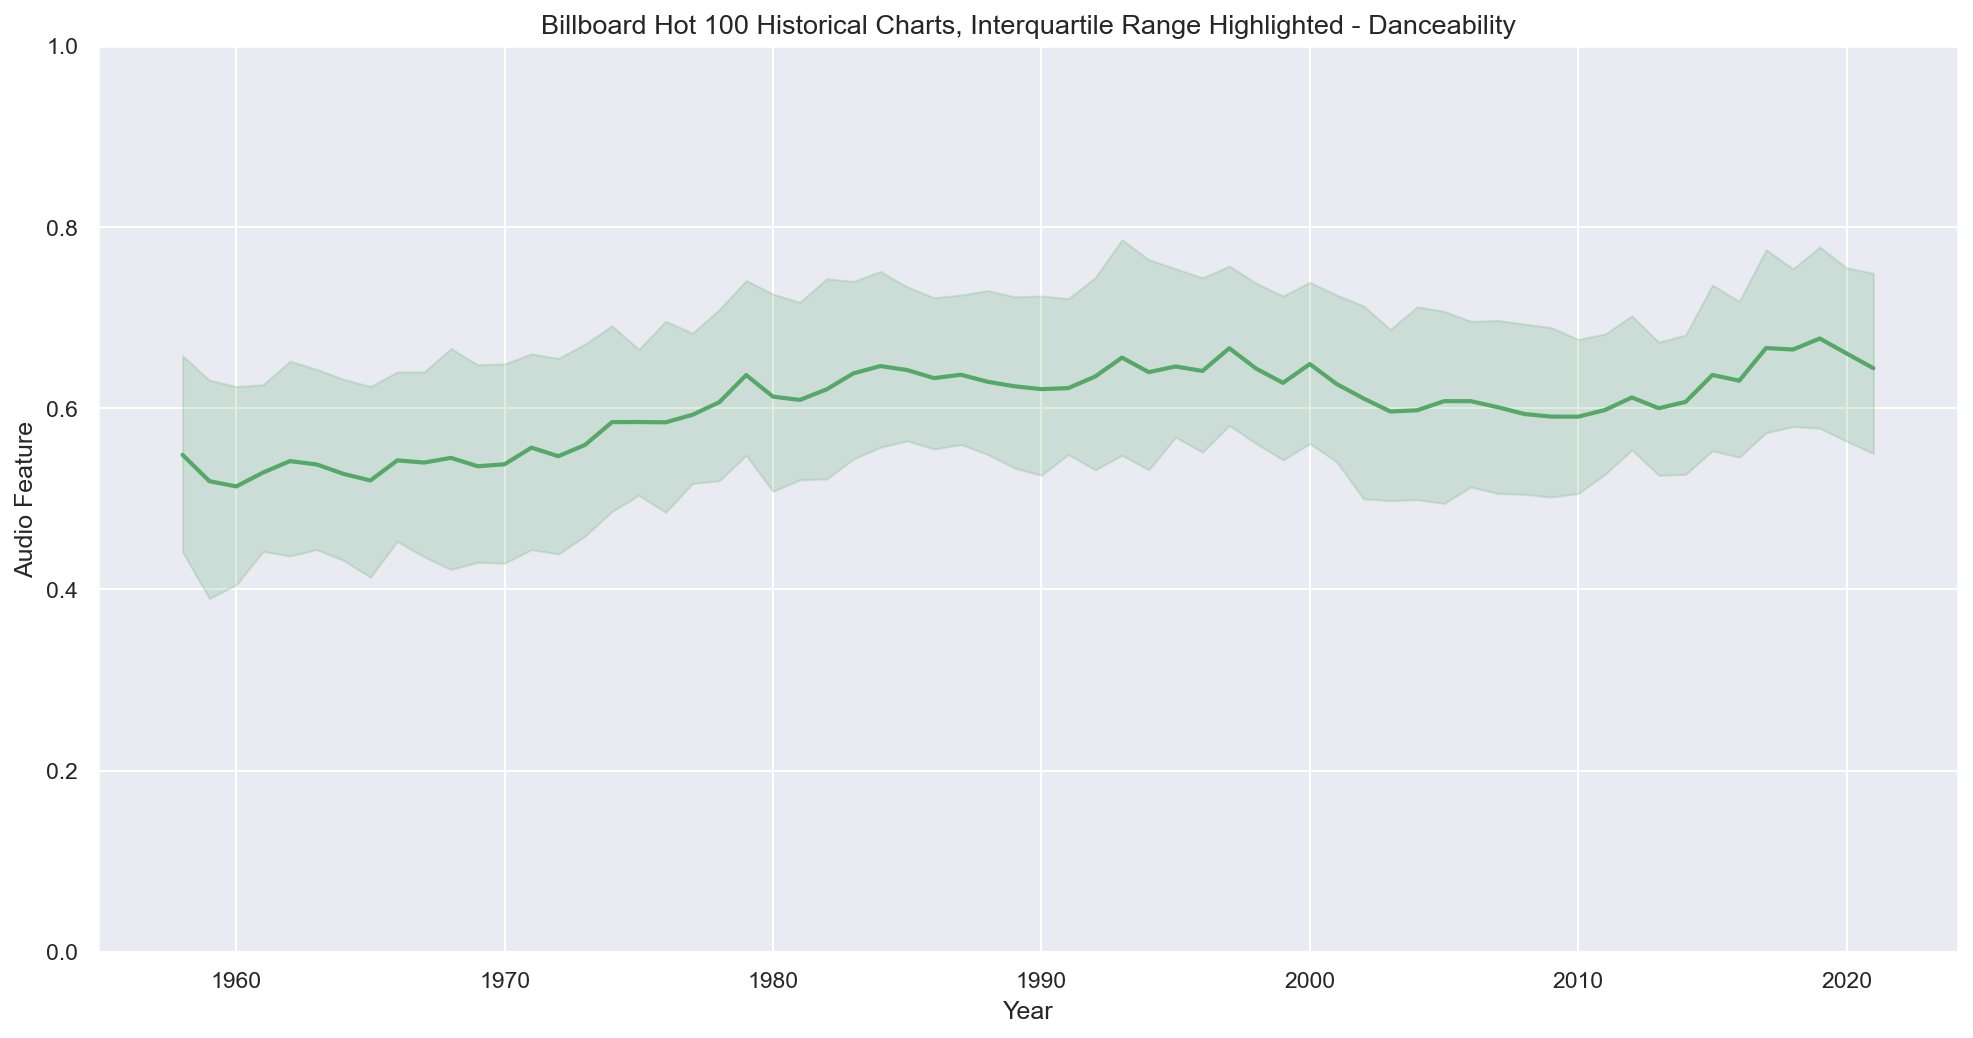 Billboard Hot 100 Historical Charts, Interquartile Range Highlighted - Danceability
1.0
0.8
0.6
0.4
0.2
0.0
Audio Feature
1960 1970 1980 1990 2000 2010 2020
Year